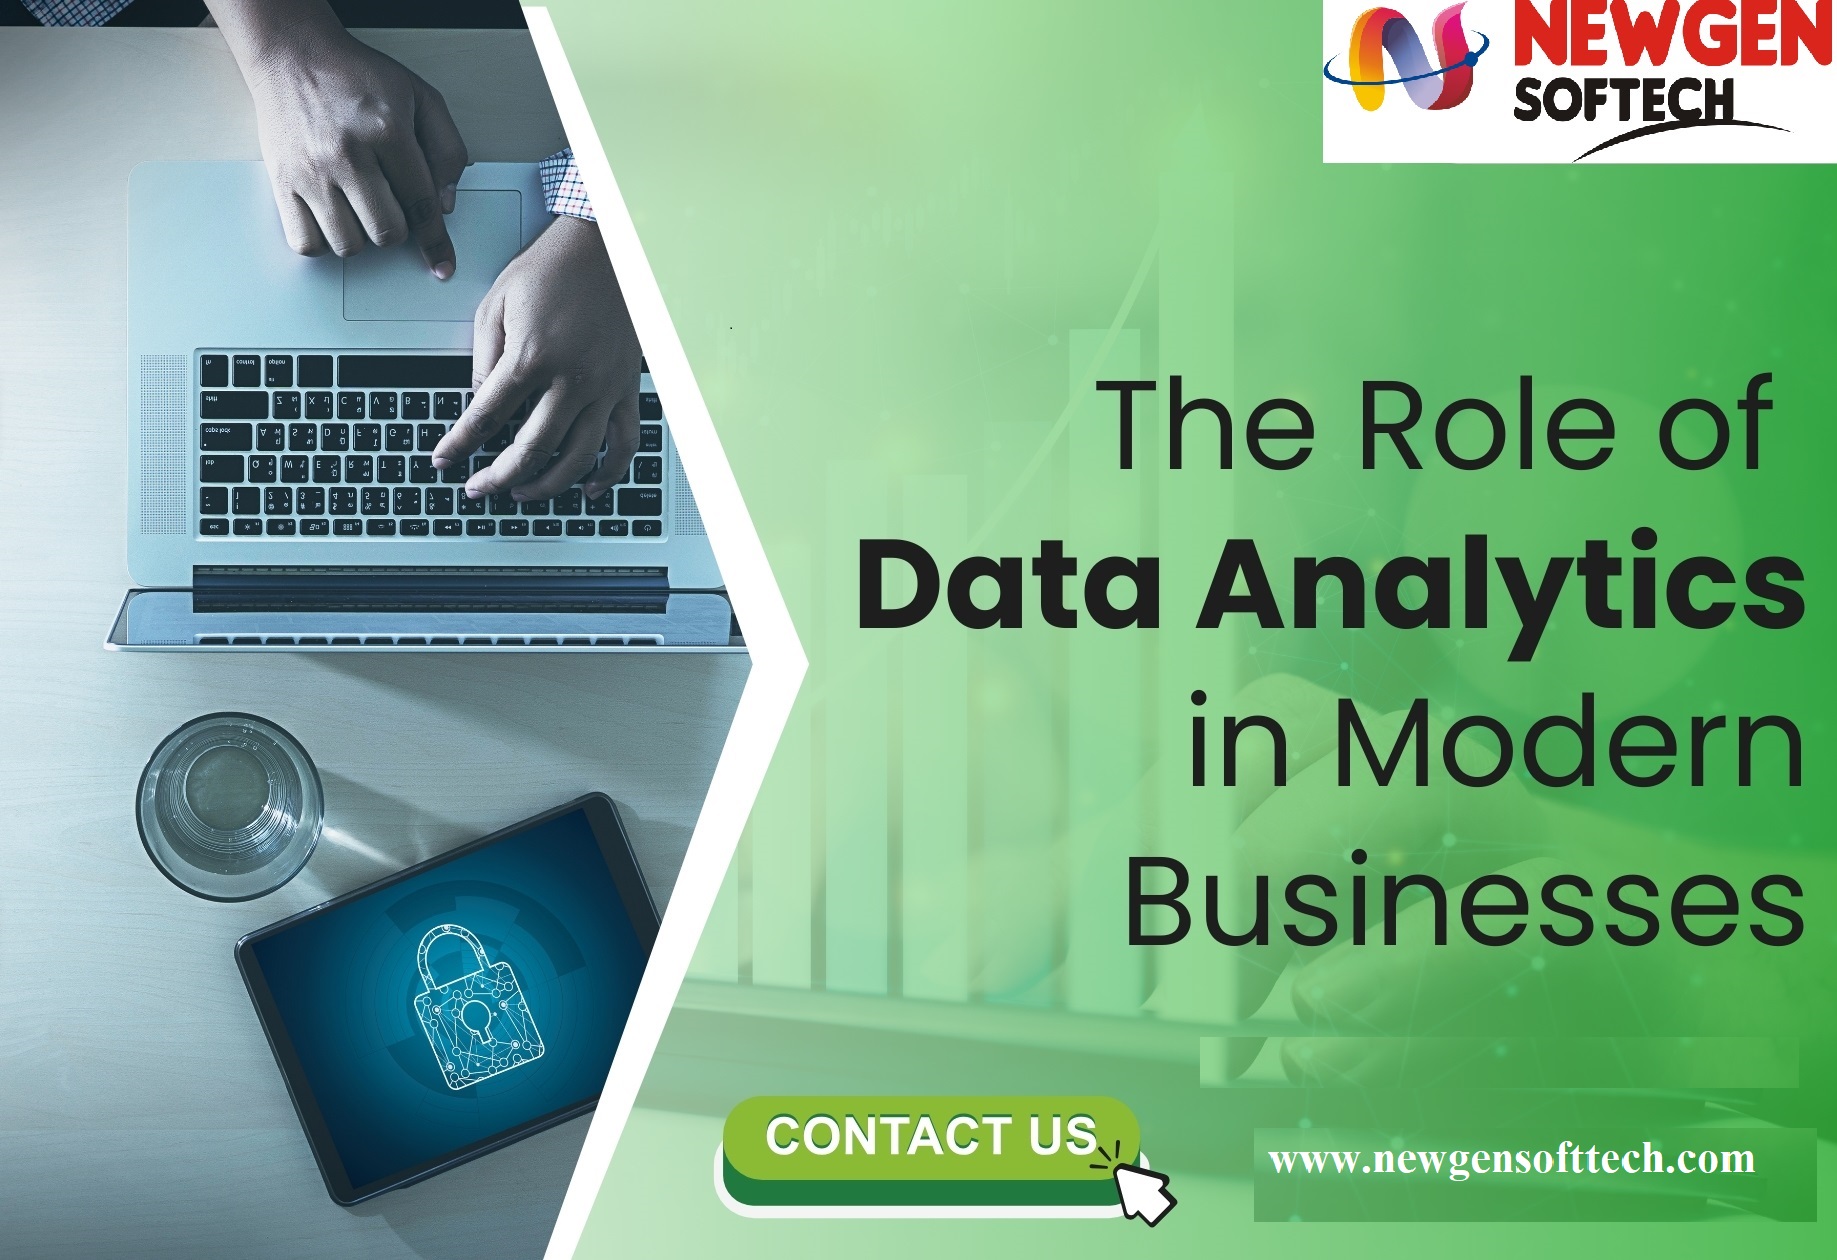 NEWGEN
SOFTECH
The Role of
Data Analytics
in Modern
Businesses
CONTACT US
www.newgensofttech.com